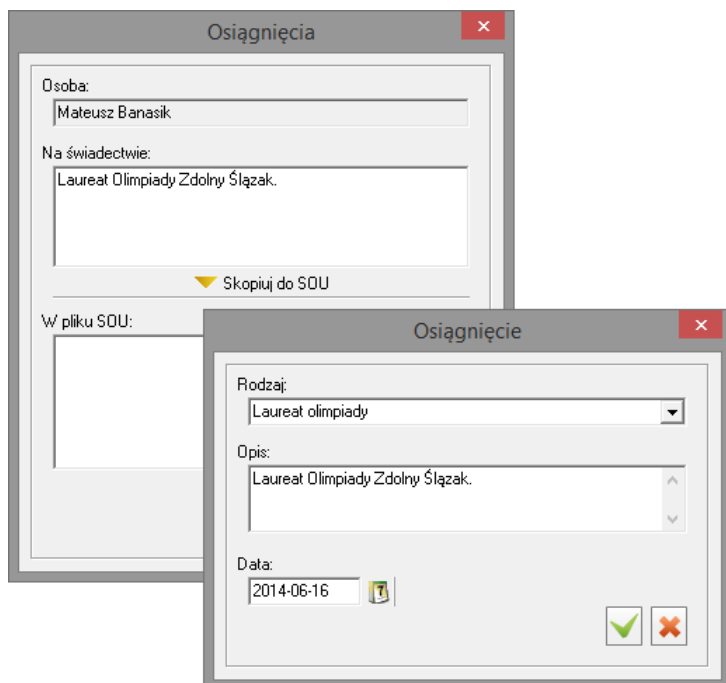 Osiągnięcia
Osoba:
Mateusz Banasik
Na świadectwie:
Laureat Olimpiady Zdolny Ślązak.
Skopiuj do SOU
W pliku SOU:
Osiągnięcie
Rodzaj:
Laureat olimpiady
Opis:
Laureat Olimpiady Zdolny Ślązak.
Data:
2014-06-16
7